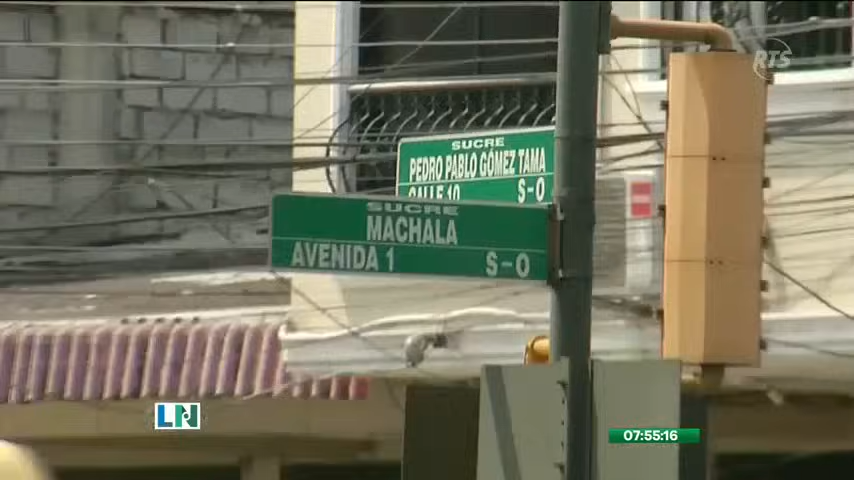 RTS
SUCRE
PEDRO PABLO GÓMEZ TAMA
CALLE 10 S-O
SUCRE
MACHALA
AVENIDA 1 S-O
LN
07:55:16